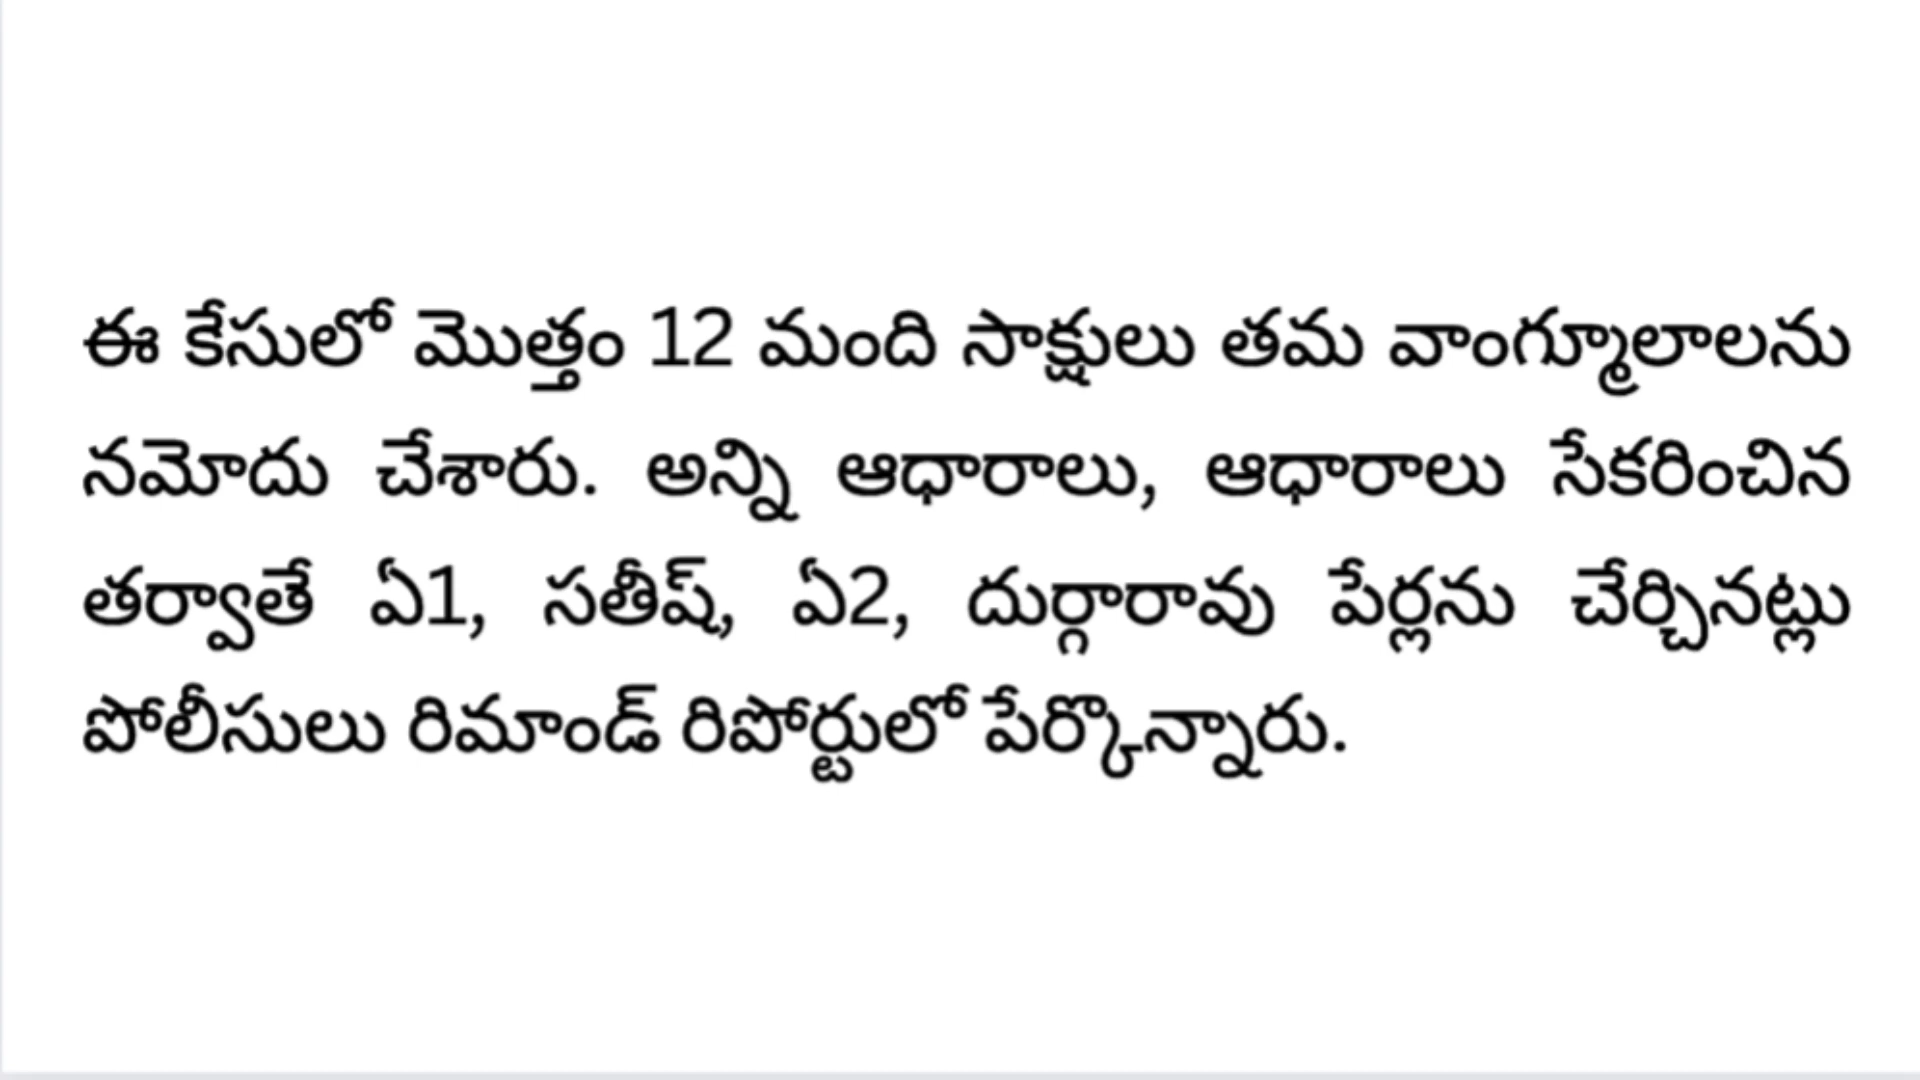 ఈ కేసులో మొత్తం 12 మంది సాక్షులు తమ వాంగ్మూలాలను
నమోదు చేశారు. అన్ని ఆధారాలు, ఆధారాలు సేకరించిన
తర్వాతే ఏ1, సతీష్, ఏ2, దుర్గారావు పేర్లను చేర్చినట్లు
పోలీసులు రిమాండ్ రిపోర్టులో పేర్కొన్నారు.